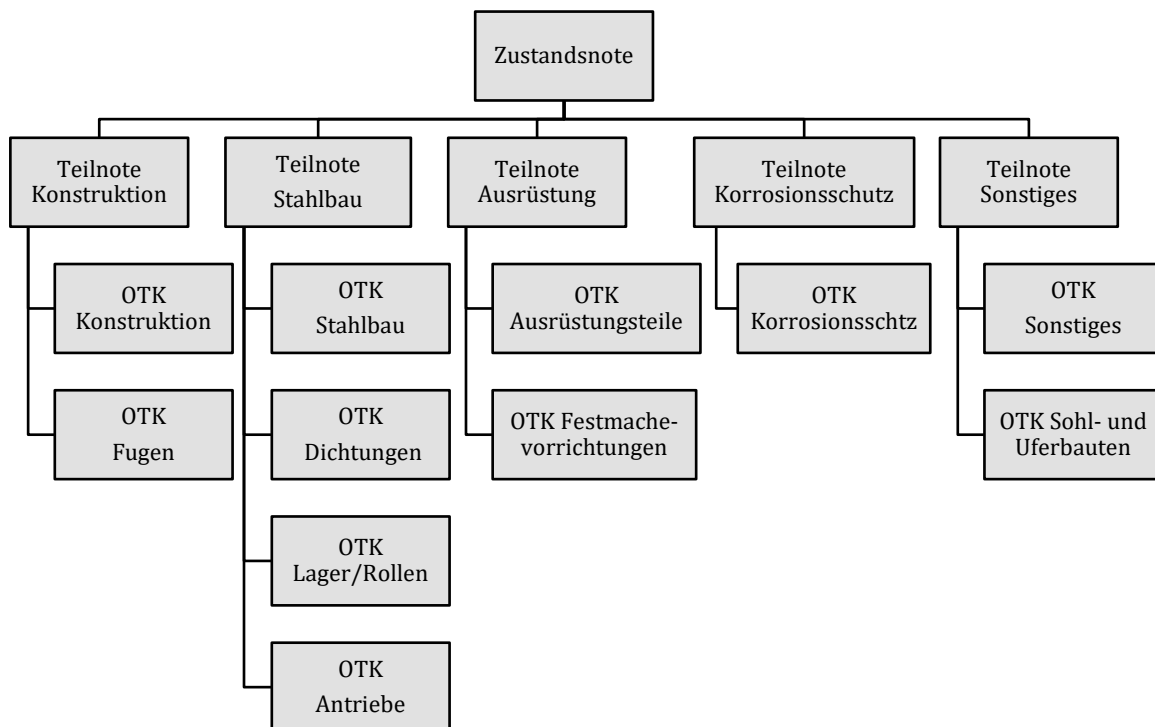 Zustandsnote
Teilnote
Konstruktion
Teilnote
Stahlbau
Teilnote
Ausrüstung
Teilnote
Korrosionsschutz
Teilnote
Sonstiges
OTK
Konstruktion
OTK
Fugen
OTK
Stahlbau
OTK
Dichtungen
OTK
Lager/Rollen
OTK
Antriebe
OTK
Ausrüstungsteile
OTK Festmache-
vorrichtungen
OTK
Korrosionsschtz
OTK
Sonstiges
OTK Sohl- und
Uferbauten